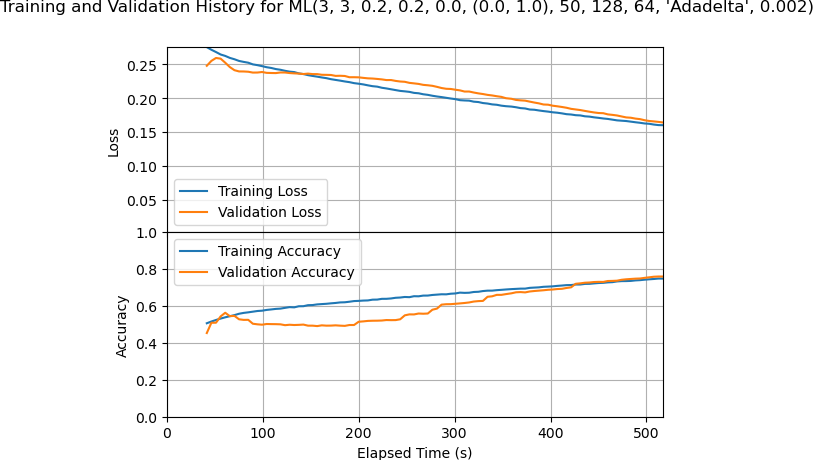 Training and Validation History for ML(3, 3, 0.2, 0.2, 0.0, (0.0, 1.0), 50, 128, 64, 'Adadelta', 0.002)
0.25
0.20
0.15
0.10
0.05
Loss
Training Loss
Validation Loss
1.0
0.8
0.6
0.4
0.2
0.0
Accuracy
Training Accuracy
Validation Accuracy
0 100 200 300 400 500
Elapsed Time (s)